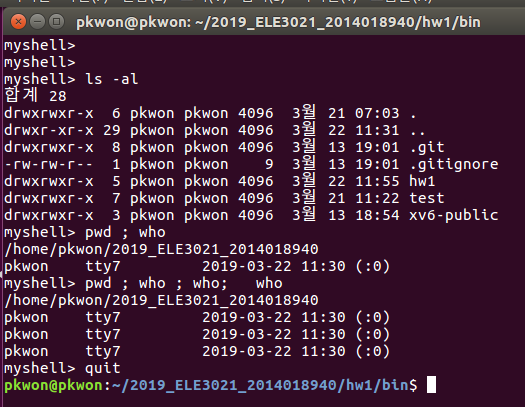 pkwon@pkwon: ~/2019_ELE3021_2014018940/hw1/bin
myshell>
myshell>
myshell> ls -al
합계 28
drwxrwxr-x  6 pkwon pkwon 4096  3월 21 07:03 .
drwxr-xr-x 29 pkwon pkwon 4096  3월 22 11:31 ..
drwxrwxr-x  8 pkwon pkwon 4096  3월 13 19:01 .git
-rw-rw-r--  1 pkwon pkwon    9  3월 13 19:01 .gitignore
drwxrwxr-x  5 pkwon pkwon 4096  3월 22 11:55 hw1
drwxrwxr-x  7 pkwon pkwon 4096  3월 21 11:22 test
drwxrwxr-x  3 pkwon pkwon 4096  3월 13 18:54 xv6-public
myshell> pwd ; who
/home/pkwon/2019_ELE3021_2014018940
pkwon    tty7         2019-03-22 11:30 (:0)
myshell> pwd ; who ; who;   who
/home/pkwon/2019_ELE3021_2014018940
pkwon    tty7         2019-03-22 11:30 (:0)
pkwon    tty7         2019-03-22 11:30 (:0)
pkwon    tty7         2019-03-22 11:30 (:0)
myshell> quit
pkwon@pkwon:~/2019_ELE3021_2014018940/hw1/bin$